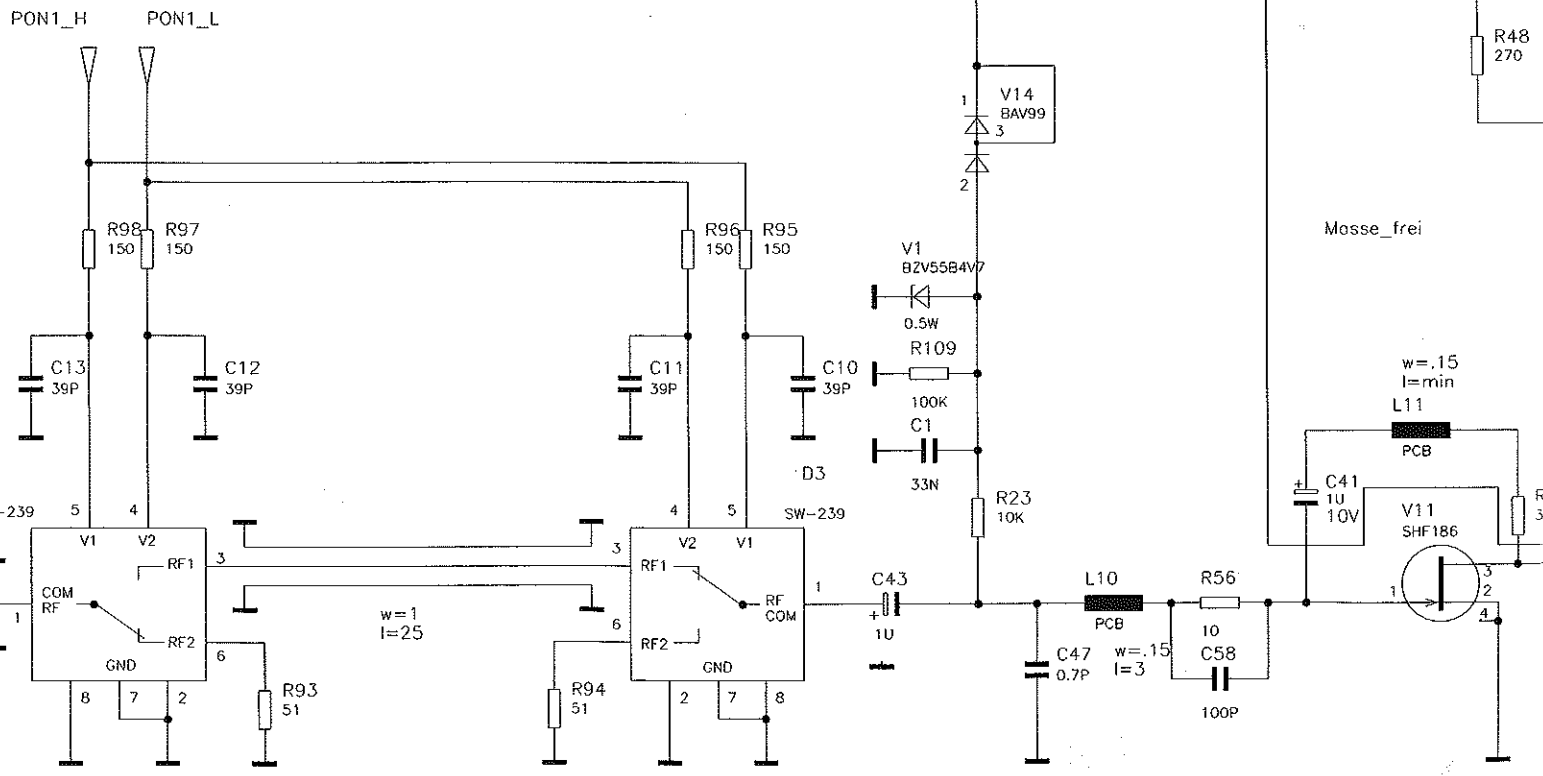 PON1_H
PON1_L
R48
270
1
V14
BAV99
3
2
R98
150
R97
150
R96
150
R95
150
Masse_frei
V1
BZV55B4V7
0.5W
R109
100K
C1
33N
C13
39P
C12
39P
C11
39P
C10
39P
w=.15
l=min
L11
PCB
D3
R23
10K
C41
+
1U
10V
V11
SHF186
R
3
-239
5
4
V1
V2
RF1
3
COM
RF
1
RF2
6
GND
8
7
2
R93
51
w=1
l=25
SW-239
4
5
V2
V1
3
RF1
RF
COM
1
6
RF2
GND
2
7
8
R94
51
C43
+
1U
L10
PCB
w=.15
l=3
C47
0.7P
R56
10
C58
100P
1
3
2
4